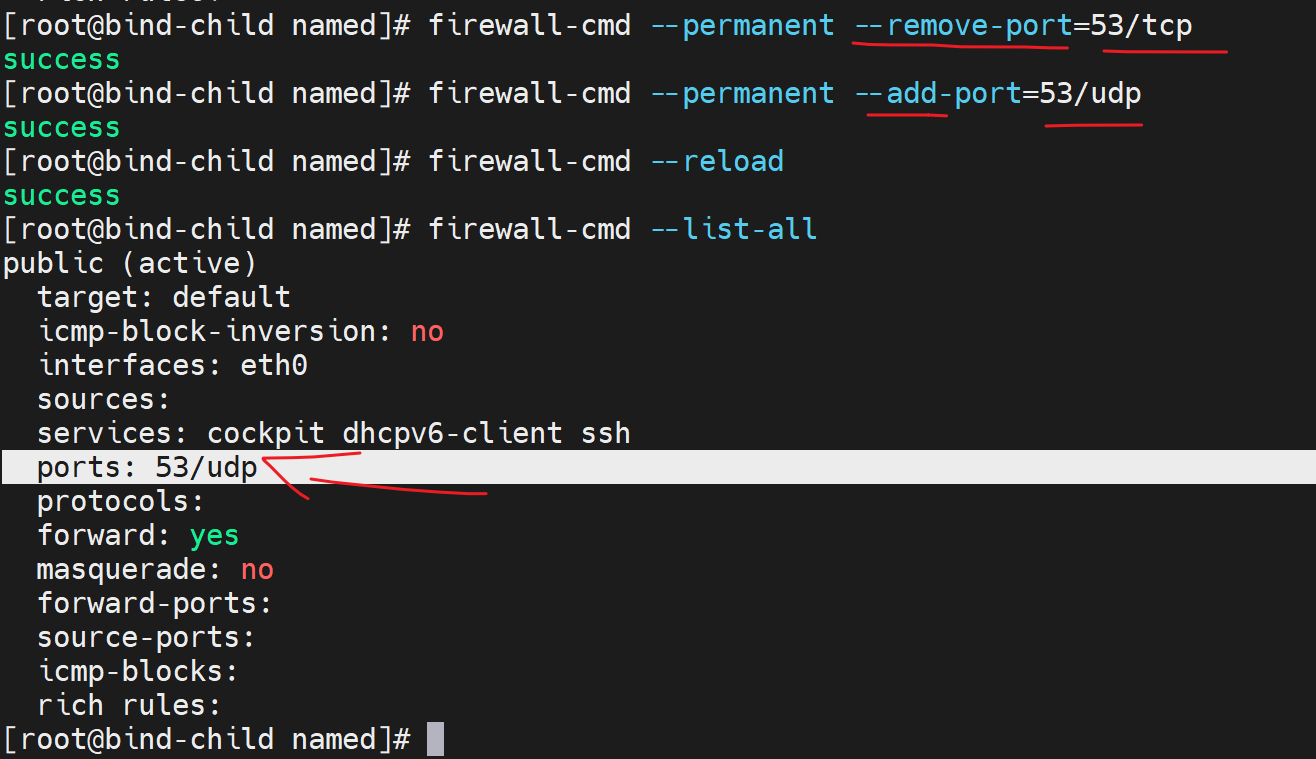 [root@bind-child named]# firewall-cmd --permanent --remove-port=53/tcp
success
[root@bind-child named]# firewall-cmd --permanent --add-port=53/udp
success
[root@bind-child named]# firewall-cmd --reload
success
[root@bind-child named]# firewall-cmd --list-all
public (active)
  target: default
  icmp-block-inversion: no
  interfaces: eth0
  sources:
  services: cockpit dhcpv6-client ssh
  ports: 53/udp
  protocols:
  forward: yes
  masquerade: no
  forward-ports:
  source-ports:
  icmp-blocks:
  rich rules:
[root@bind-child named]#